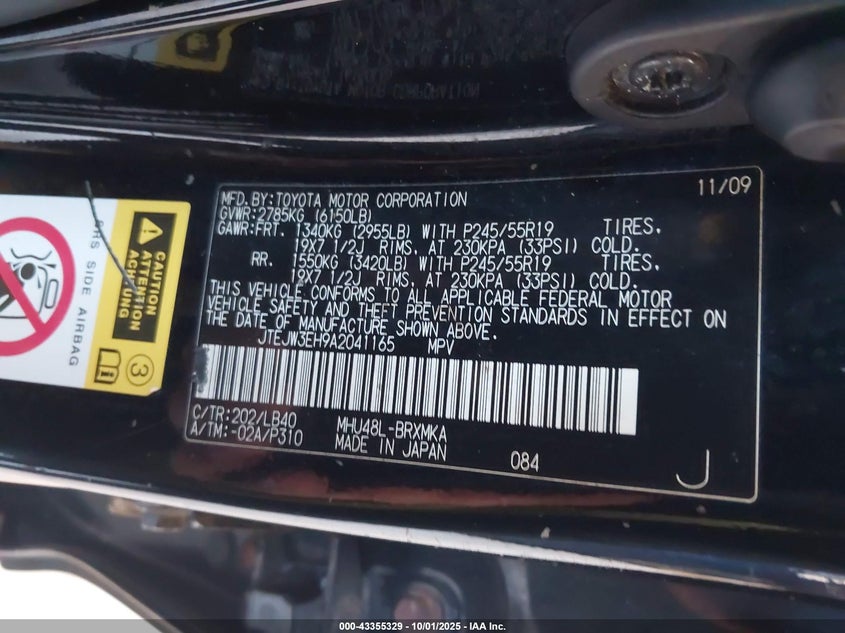 MFD.BY:TOYOTA MOTOR CORPORATION 11/09
GVWR:2785KG (6150LB)
GAWR:FRT. 1340KG (2955LB) WITH P245/55R19 TIRES,
19X7 1/2J RIMS, AT 230KPA (33PSI) COLD.
RR. 1550KG (3420LB) WITH P245/55R19 TIRES,
19X7 1/2J RIMS, AT 230KPA (33PSI) COLD.
THIS VEHICLE CONFORMS TO ALL APPLICABLE FEDERAL MOTOR
VEHICLE SAFETY AND THEFT PREVENTION STANDARDS IN EFFECT ON
THE DATE OF MANUFACTURE SHOWN ABOVE.
JTEJW3EH9A2041165 MPV
C/TR:202/LB40 MHU48L-BRXMKA
A/TM:-02A/P310 MADE IN JAPAN
084 J
SRS SIDE AIRBAG
CAUTION
ATTENTION
ACHTUNG
3
000-43355329 - 10/01/2025 - IAA Inc.